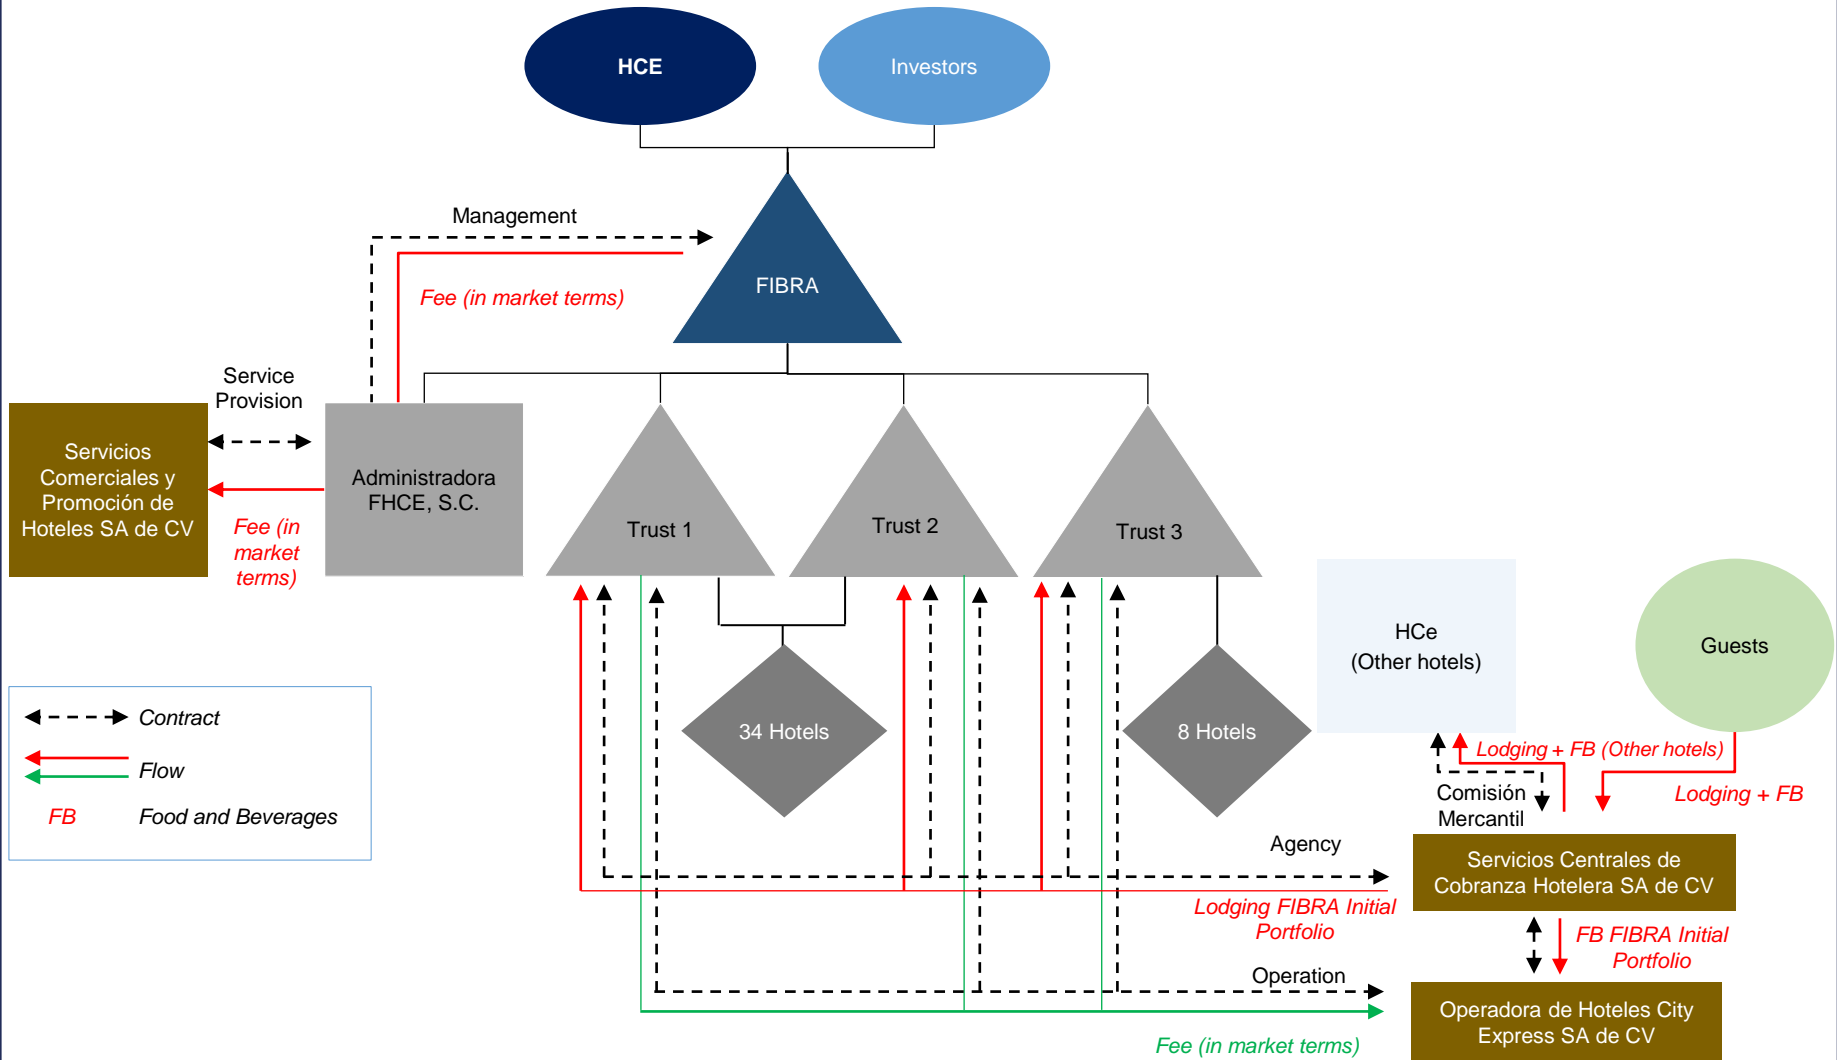 HCE
Investors
Management
FIBRA
Fee (in market terms)
Service
Provision
Servicios
Comerciales y
Promoción de
Hoteles SA de CV
Administradora
FHCE, S.C.
Fee (in
market
terms)
Trust 1
Trust 2
Trust 3
HCe
(Other hotels)
Guests
Contract
Flow
FB
Food and Beverages
34 Hotels
8 Hotels
Lodging + FB (Other hotels)
Lodging + FB
Comisión
Mercantil
Agency
Servicios Centrales de
Cobranza Hotelera SA de CV
Lodging FIBRA Initial
Portfolio
FB FIBRA Initial
Portfolio
Operation
Operadora de Hoteles City
Express SA de CV
Fee (in market terms)